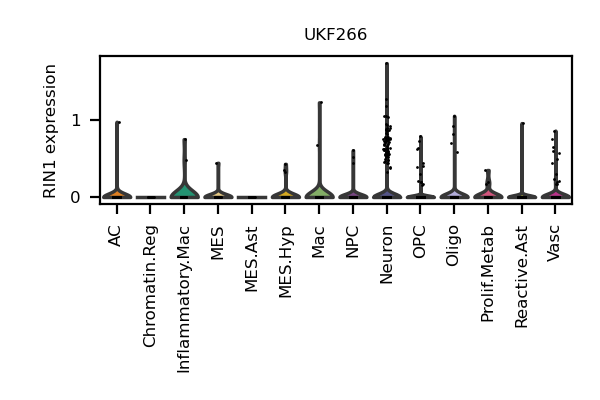 UKF266
RIN1 expression
1
0
AC
Chromatin.Reg
Inflammatory.Mac
MES
MES.Ast
MES.Hyp
Mac
NPC
Neuron
OPC
Oligo
Prolif.Metab
Reactive.Ast
Vasc